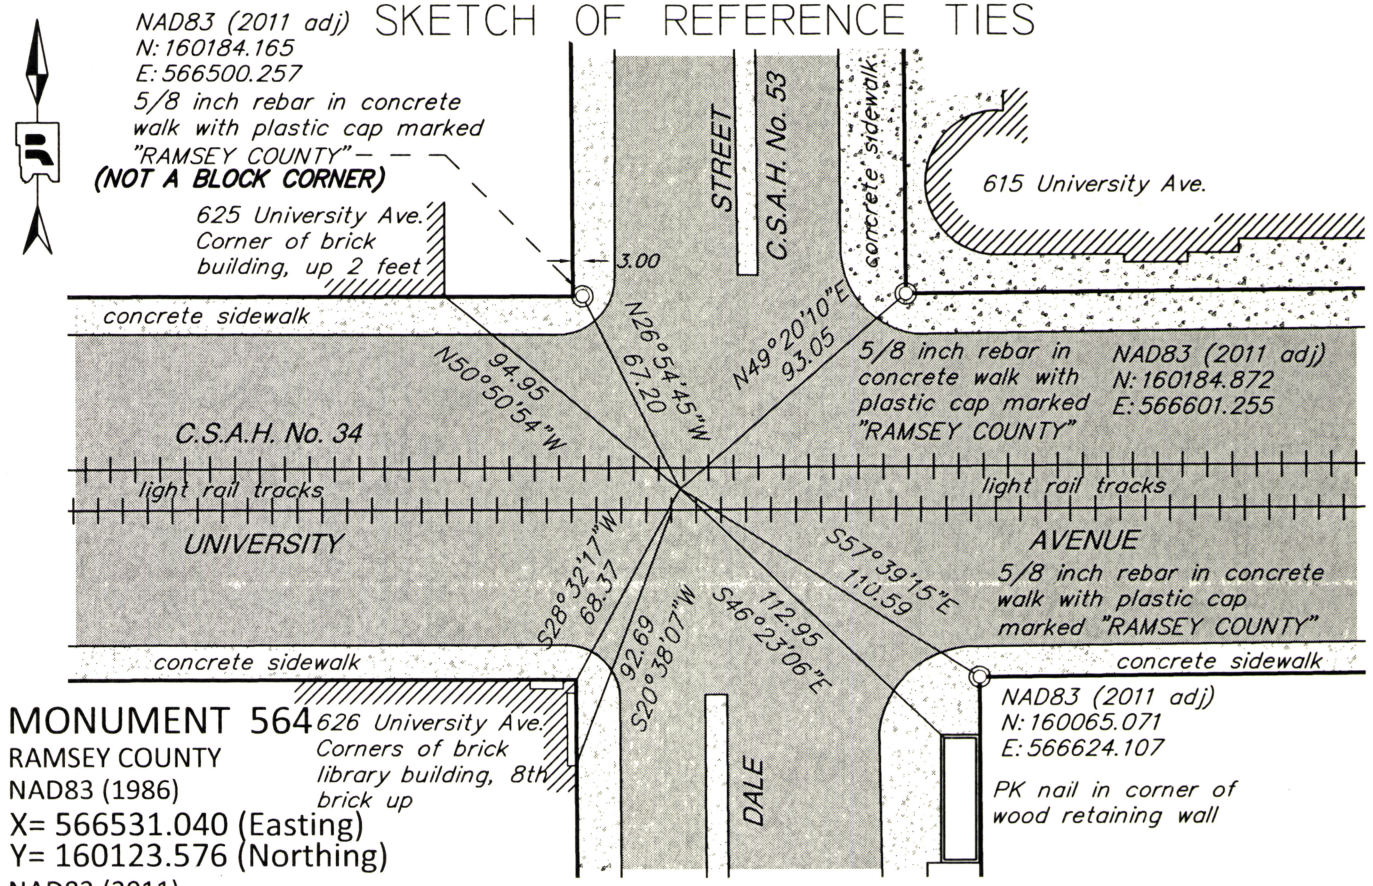 SKETCH OF REFERENCE TIES
NAD83 (2011 adj)
N: 160184.165
E: 566500.257
5/8 inch rebar in concrete
walk with plastic cap marked
"RAMSEY COUNTY"
(NOT A BLOCK CORNER)
R
625 University Ave.
Corner of brick
building, up 2 feet
3.00
STREET
C.S.A.H. No. 53
concrete sidewalk
615 University Ave.
concrete sidewalk
94.95
N50°50'54"W
N26°54'45"W
67.20
N49°20'10"E
93.05
5/8 inch rebar in
concrete walk with
plastic cap marked
"RAMSEY COUNTY"
NAD83 (2011 adj)
N: 160184.872
E: 566601.255
C.S.A.H. No. 34
light rail tracks
light rail tracks
UNIVERSITY
AVENUE
S28°32'17"W
68.37
92.69
S20°38'07"W
S57°39'15"E
110.59
112.95
S46°23'06"E
5/8 inch rebar in concrete
walk with plastic cap
marked "RAMSEY COUNTY"
concrete sidewalk
concrete sidewalk
NAD83 (2011 adj)
N: 160065.071
E: 566624.107
PK nail in corner of
wood retaining wall
DALE
626 University Ave.
Corners of brick
library building, 8th
brick up
MONUMENT 564
RAMSEY COUNTY
NAD83 (1986)
X= 566531.040 (Easting)
Y= 160123.576 (Northing)
NAD83 (2011)